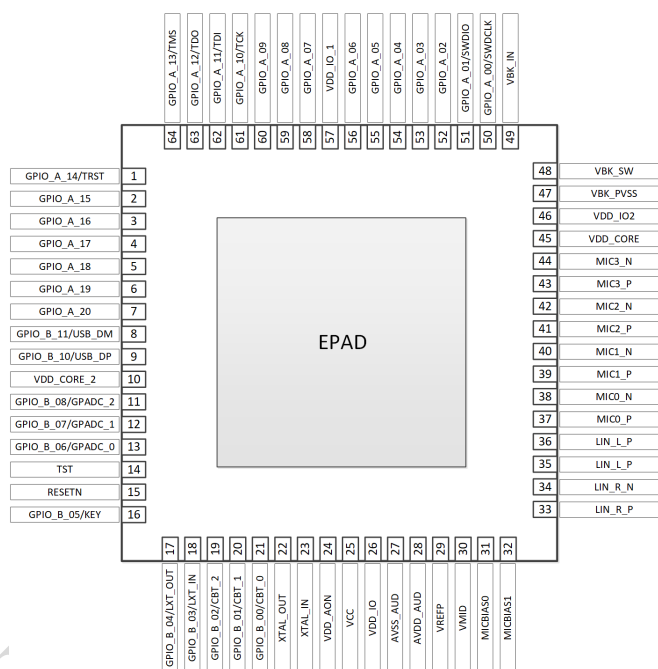 GPIO_A_13/TMS
GPIO_A_12/TDO
GPIO_A_11/TDI
GPIO_A_10/TCK
GPIO_A_09
GPIO_A_08
GPIO_A_07
VDD_IO_1
GPIO_A_06
GPIO_A_05
GPIO_A_04
GPIO_A_03
GPIO_A_02
GPIO_A_01/SWDIO
GPIO_A_00/SWDCLK
VBK_IN
64
63
62
61
60
59
58
57
56
55
54
53
52
51
50
49
GPIO_A_14/TRST 1
GPIO_A_15 2
GPIO_A_16 3
GPIO_A_17 4
GPIO_A_18 5
GPIO_A_19 6
GPIO_A_20 7
GPIO_B_11/USB_DM 8
GPIO_B_10/USB_DP 9
VDD_CORE_2 10
GPIO_B_08/GPADC_2 11
GPIO_B_07/GPADC_1 12
GPIO_B_06/GPADC_0 13
TST 14
RESETN 15
GPIO_B_05/KEY 16
EPAD
48 VBK_SW
47 VBK_PVSS
46 VDD_IO2
45 VDD_CORE
44 MIC3_N
43 MIC3_P
42 MIC2_N
41 MIC2_P
40 MIC1_N
39 MIC1_P
38 MIC0_N
37 MIC0_P
36 LIN_L_P
35 LIN_L_P
34 LIN_R_N
33 LIN_R_P
17
18
19
20
21
22
23
24
25
26
27
28
29
30
31
32
GPIO_B_04/LXT_OUT
GPIO_B_03/LXT_IN
GPIO_B_02/CBT_2
GPIO_B_01/CBT_1
GPIO_B_00/CBT_0
XTAL_OUT
XTAL_IN
VDD_AON
VCC
VDD_IO
AVSS_AUD
AVDD_AUD
VREFP
VMID
MICBIAS0
MICBIAS1